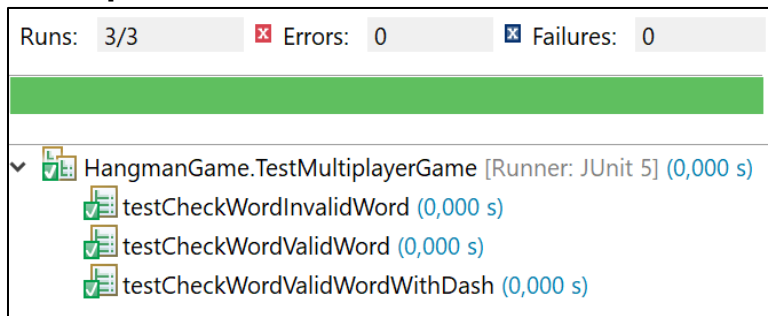 Runs: 3/3 Errors: 0 Failures: 0
HangmanGame.TestMultiplayerGame [Runner: JUnit 5] (0,000 s)
testCheckWordInvalidWord (0,000 s)
testCheckWordValidWord (0,000 s)
testCheckWordValidWordWithDash (0,000 s)